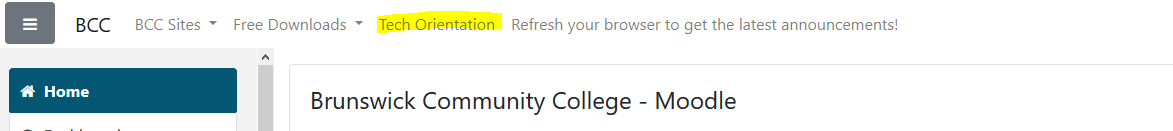 BCC BCC Sites Free Downloads Tech Orientation Refresh your browser to get the latest announcements!
Home
Brunswick Community College - Moodle